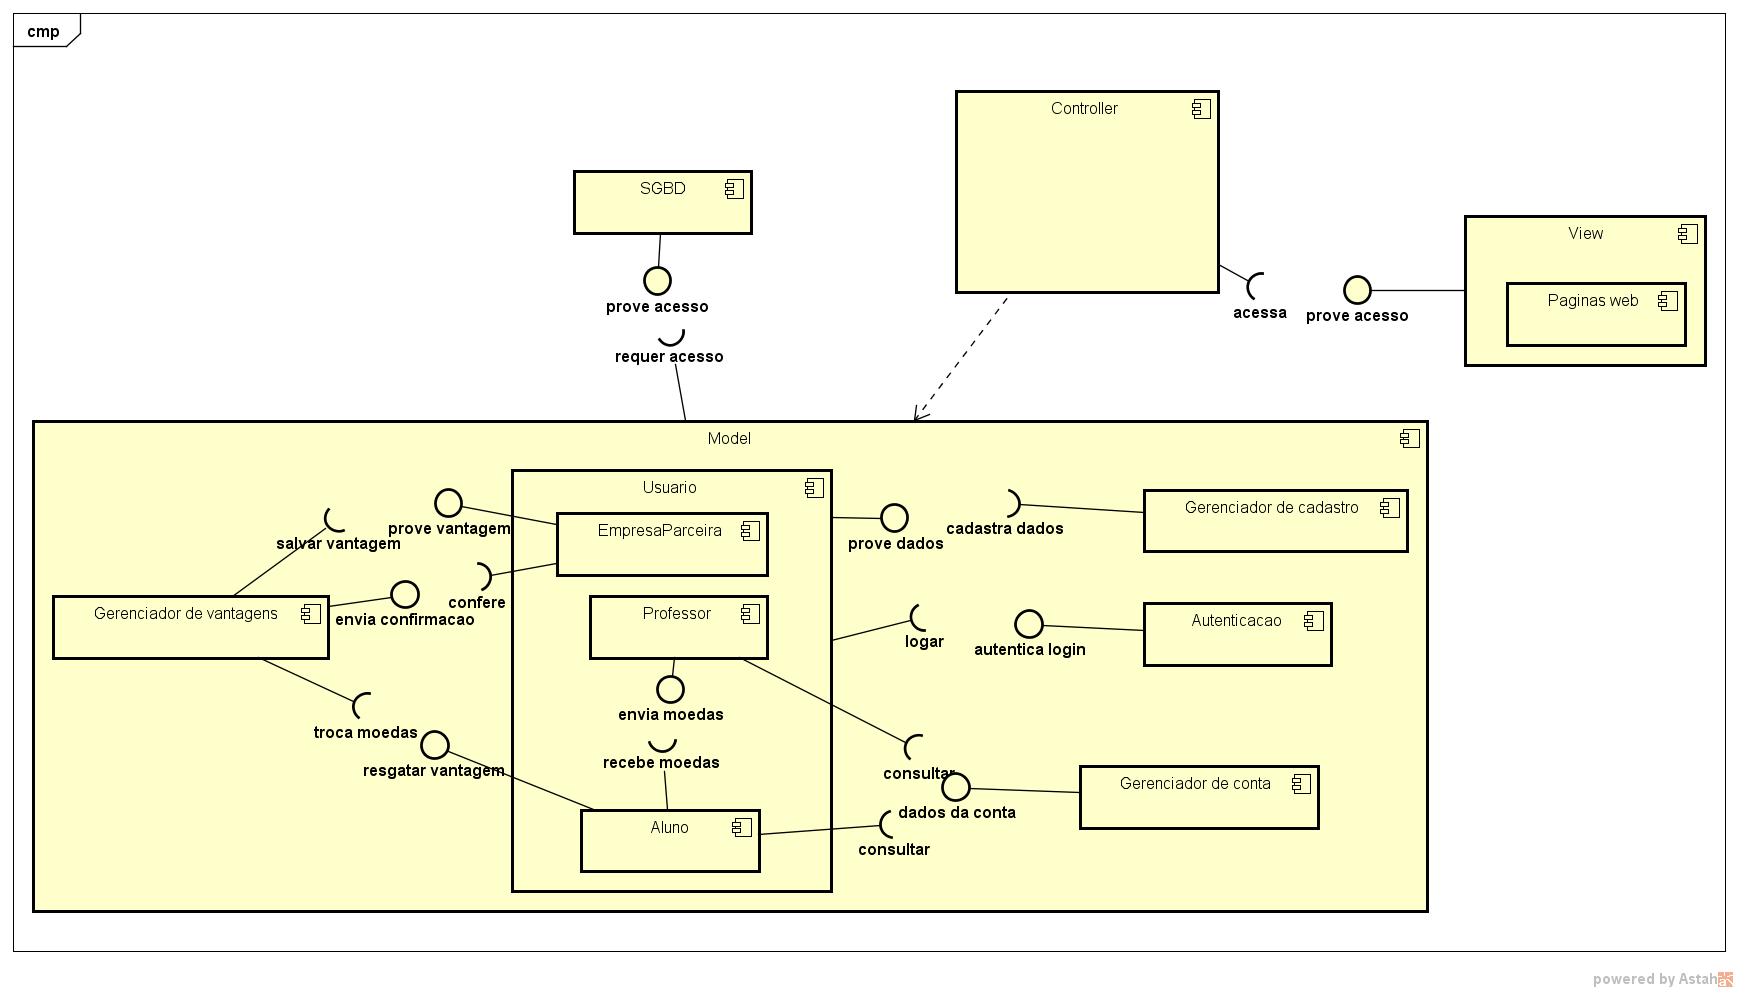 cmp
Controller
SGBD
View
prove acesso
acessa
prove acesso
Paginas web
requer acesso
Model
Usuario
prove vantagem
salvar vantagem
EmpresaParceira
prove dados
cadastra dados
Gerenciador de cadastro
confere
envia confirmacao
Gerenciador de vantagens
Professor
logar
autentica login
Autenticacao
envia moedas
troca moedas
recebe moedas
resgatar vantagem
consultar
Gerenciador de conta
dados da conta
Aluno
consultar
powered by Astah